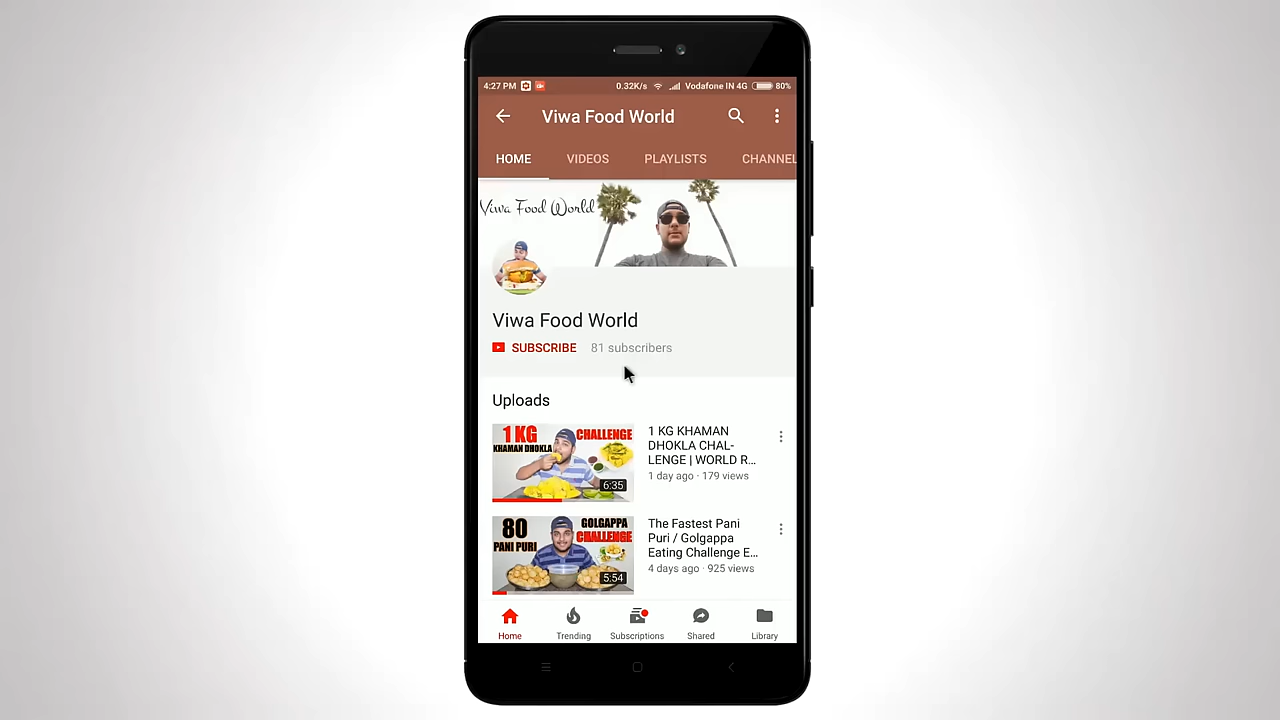 4:27 PM 0.32K/s Vodafone IN 4G 80%
Viwa Food World
HOME VIDEOS PLAYLISTS CHANNEL
Viwa Food World
Viwa Food World
SUBSCRIBE 81 subscribers
Uploads
1 KG
KHAMAN DHOKLA
CHALLENGE
6:35
1 KG KHAMAN
DHOKLA CHAL-
LENGE | WORLD R...
1 day ago · 179 views
80
PANI PURI
GOLGAPPA
CHALLENGE
5:54
The Fastest Pani
Puri / Golgappa
Eating Challenge E...
4 days ago · 925 views
Home Trending Subscriptions Shared Library